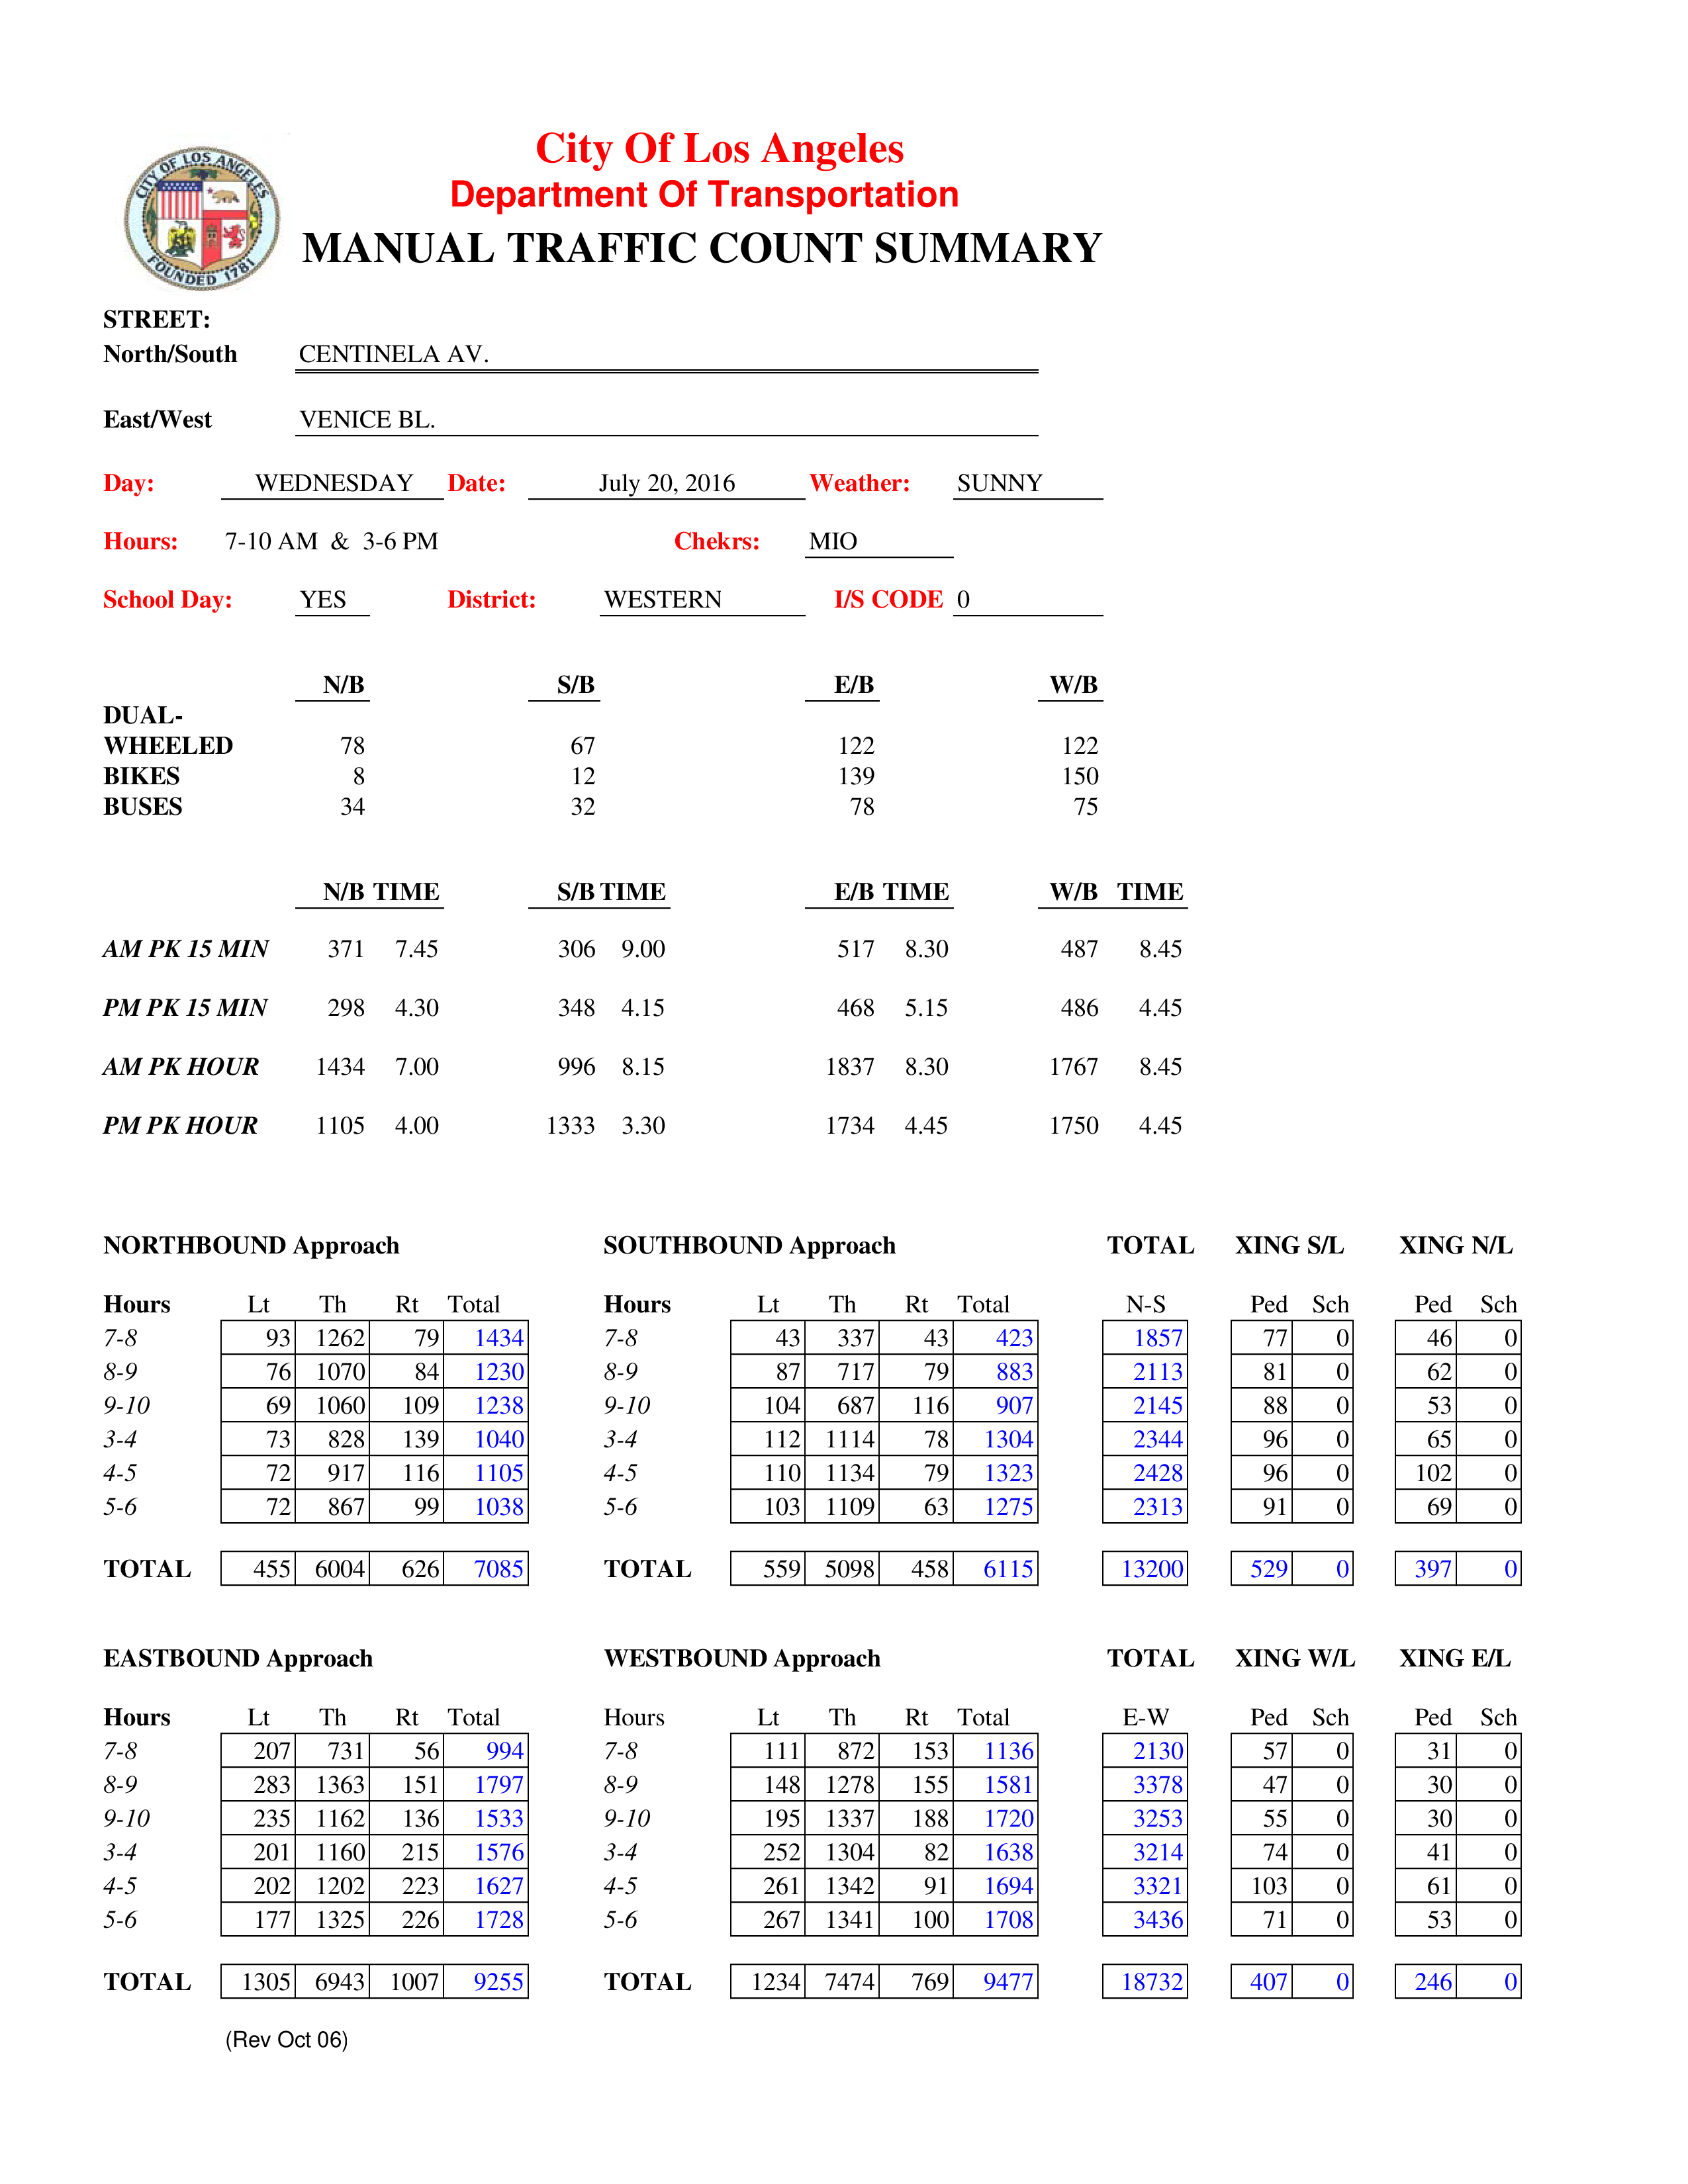 City Of Los Angeles
Department Of Transportation
MANUAL TRAFFIC COUNT SUMMARY
CITY OF LOS ANGELES
FOUNDED 1781
STREET:
North/South CENTINELA AV.
East/West VENICE BL.
Day: WEDNESDAY Date: July 20, 2016 Weather: SUNNY
Hours: 7-10 AM & 3-6 PM Chekrs: MIO
School Day: YES District: WESTERN I/S CODE 0
N/B S/B E/B W/B
DUAL-
WHEELED 78 67 122 122
BIKES 8 12 139 150
BUSES 34 32 78 75
N/B TIME S/B TIME E/B TIME W/B TIME
AM PK 15 MIN 371 7.45 306 9.00 517 8.30 487 8.45
PM PK 15 MIN 298 4.30 348 4.15 468 5.15 486 4.45
AM PK HOUR 1434 7.00 996 8.15 1837 8.30 1767 8.45
PM PK HOUR 1105 4.00 1333 3.30 1734 4.45 1750 4.45
NORTHBOUND Approach SOUTHBOUND Approach TOTAL XING S/L XING N/L
Hours Lt Th Rt Total Hours Lt Th Rt Total N-S Ped Sch Ped Sch
7-8 93 1262 79 1434 7-8 43 337 43 423 1857 77 0 46 0
8-9 76 1070 84 1230 8-9 87 717 79 883 2113 81 0 62 0
9-10 69 1060 109 1238 9-10 104 687 116 907 2145 88 0 53 0
3-4 73 828 139 1040 3-4 112 1114 78 1304 2344 96 0 65 0
4-5 72 917 116 1105 4-5 110 1134 79 1323 2428 96 0 102 0
5-6 72 867 99 1038 5-6 103 1109 63 1275 2313 91 0 69 0
TOTAL 455 6004 626 7085 TOTAL 559 5098 458 6115 13200 529 0 397 0
EASTBOUND Approach WESTBOUND Approach TOTAL XING W/L XING E/L
Hours Lt Th Rt Total Hours Lt Th Rt Total E-W Ped Sch Ped Sch
7-8 207 731 56 994 7-8 111 872 153 1136 2130 57 0 31 0
8-9 283 1363 151 1797 8-9 148 1278 155 1581 3378 47 0 30 0
9-10 235 1162 136 1533 9-10 195 1337 188 1720 3253 55 0 30 0
3-4 201 1160 215 1576 3-4 252 1304 82 1638 3214 74 0 41 0
4-5 202 1202 223 1627 4-5 261 1342 91 1694 3321 103 0 61 0
5-6 177 1325 226 1728 5-6 267 1341 100 1708 3436 71 0 53 0
TOTAL 1305 6943 1007 9255 TOTAL 1234 7474 769 9477 18732 407 0 246 0
(Rev Oct 06)